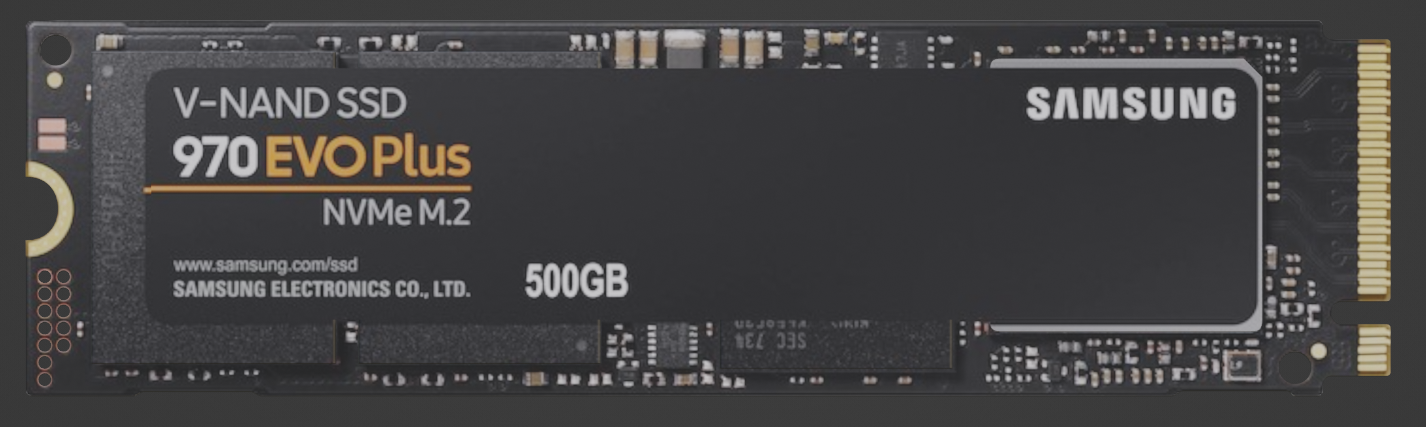 V-NAND SSD
970 EVO Plus
NVMe M.2
www.samsung.com/ssd
SAMSUNG ELECTRONICS CO., LTD.
500GB
SAMSUNG
SEC 734